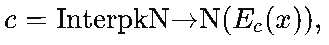 c = InterpkN→N(E_c(x)),